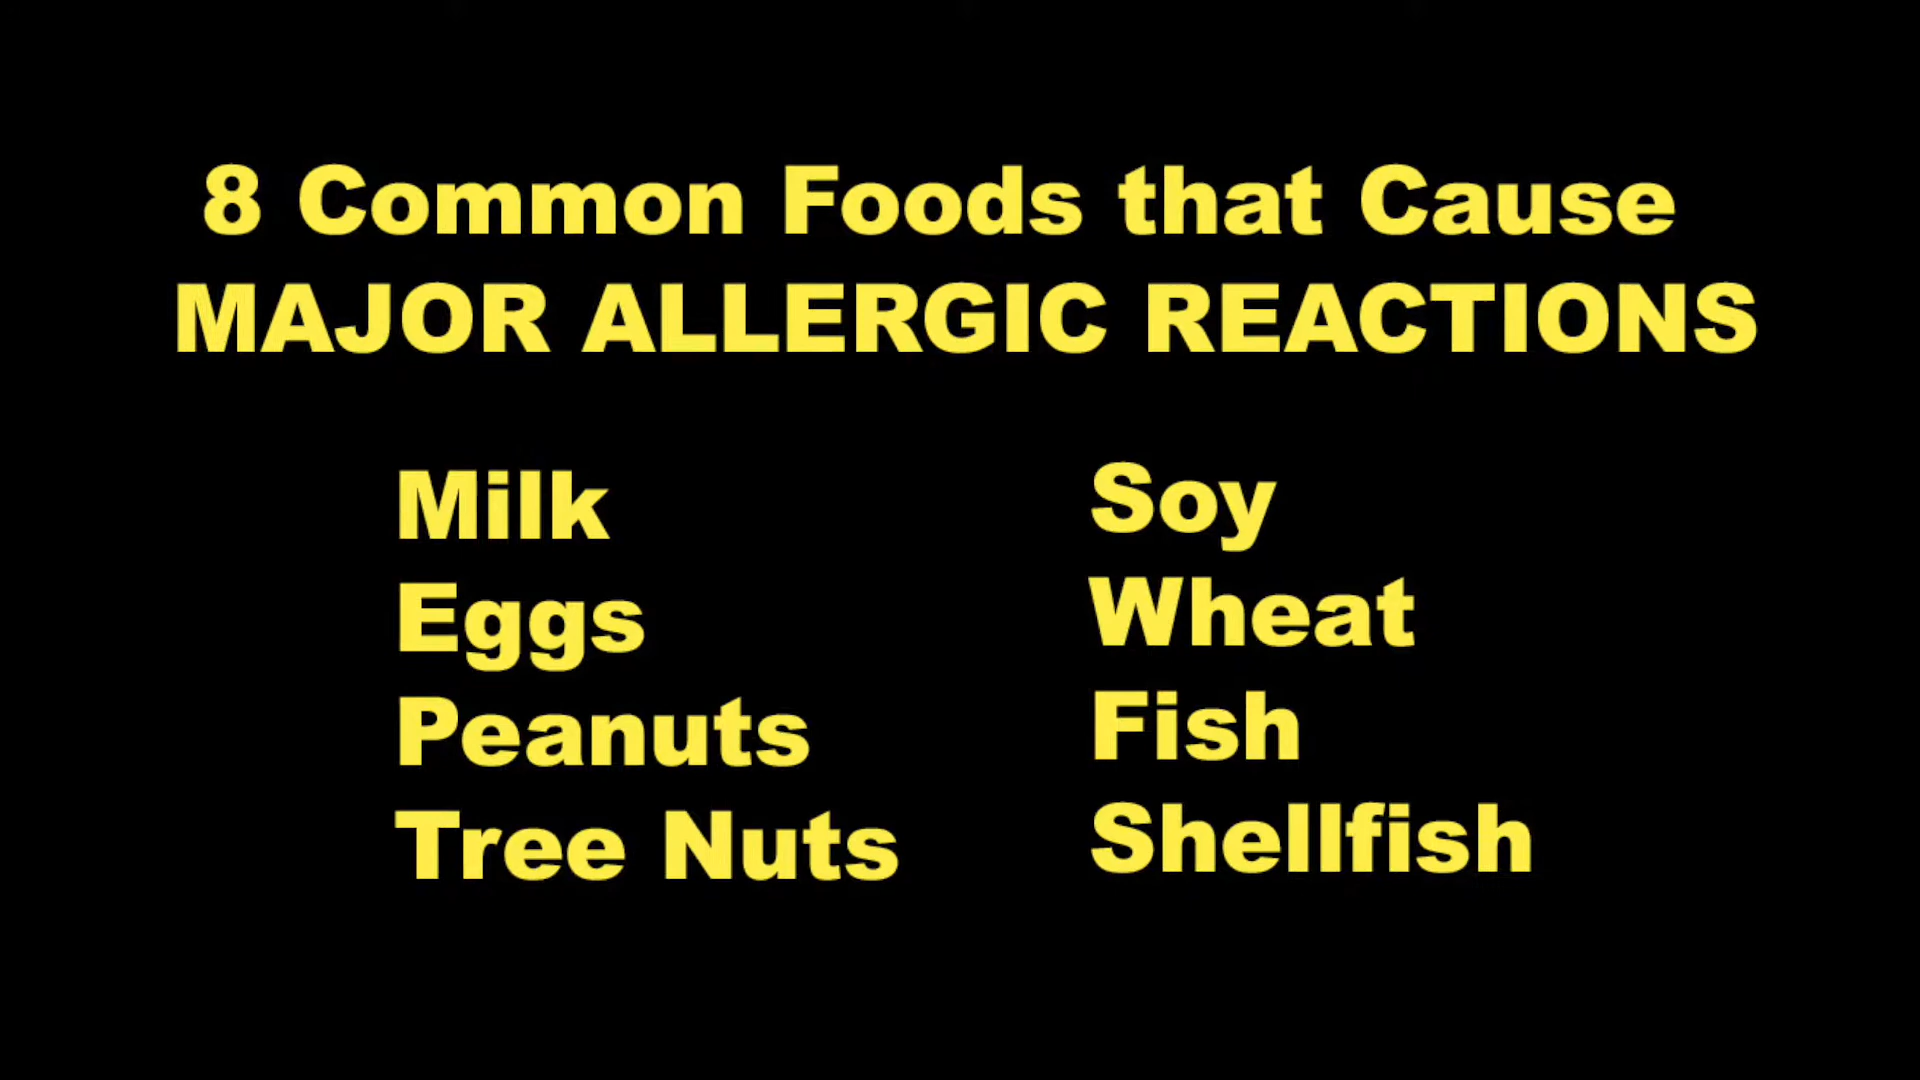 8 Common Foods that Cause
MAJOR ALLERGIC REACTIONS
Milk
Eggs
Peanuts
Tree Nuts
Soy
Wheat
Fish
Shellfish